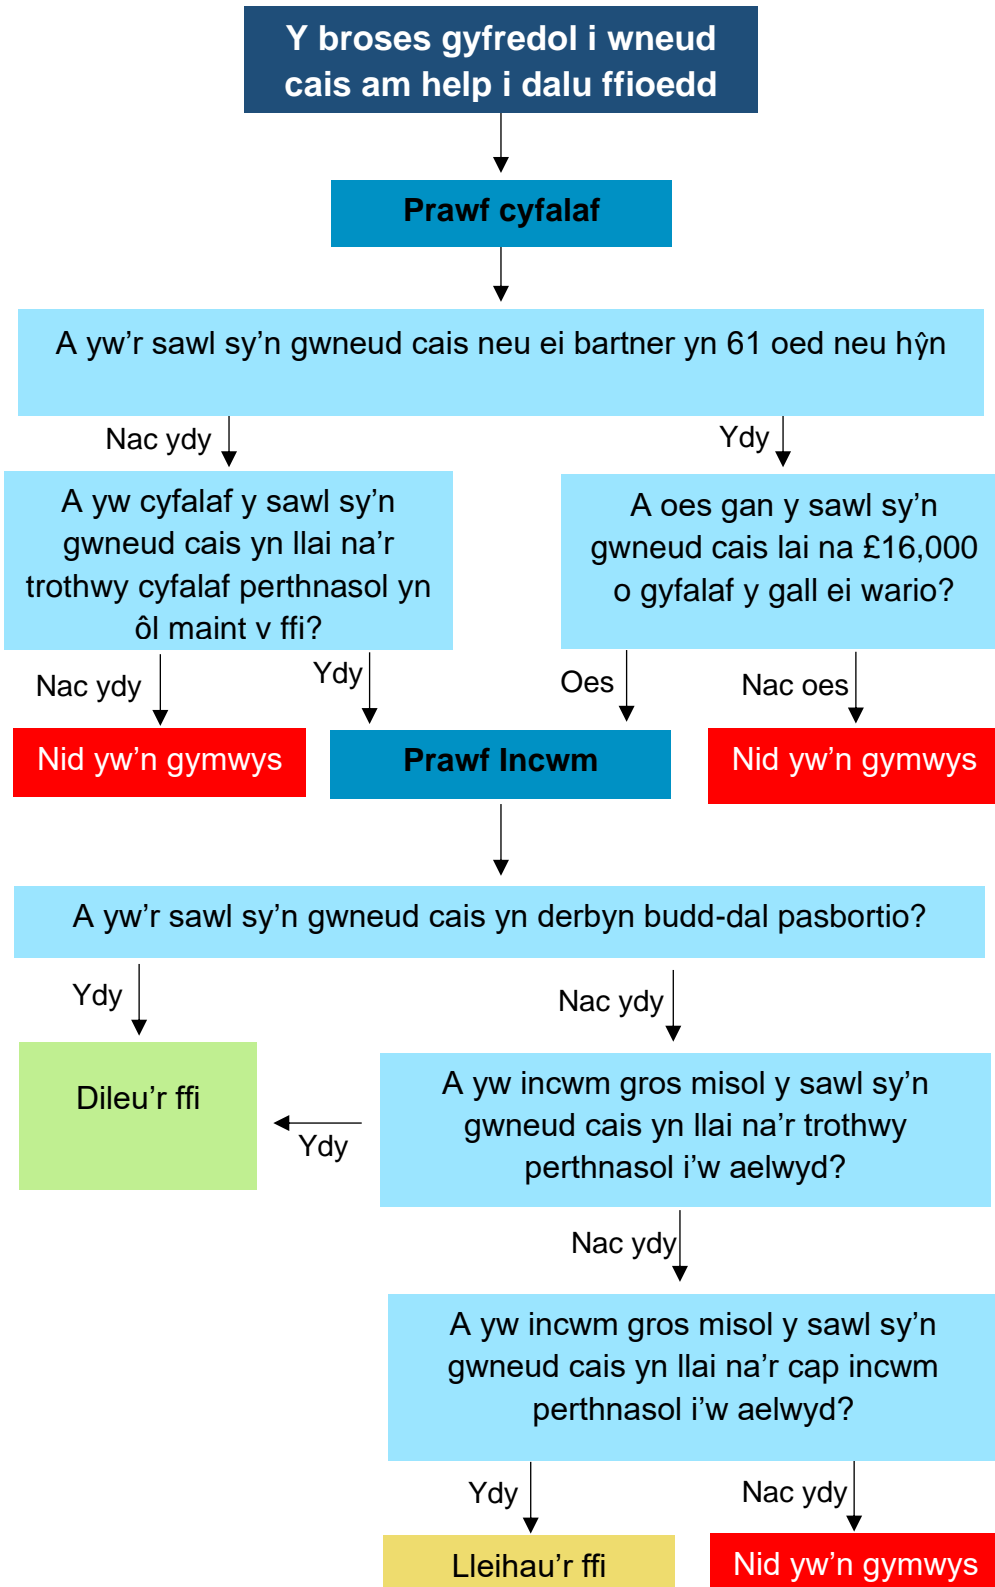 Y broses gyfredol i wneud
cais am help i dalu ffioedd
Prawf cyfalaf
A yw'r sawl sy'n gwneud cais neu ei bartner yn 61 oed neu hŷn
Nac ydy
Ydy
A yw cyfalaf y sawl sy'n
gwneud cais yn llai na'r
trothwy cyfalaf perthnasol yn
ôl maint y ffi?
A oes gan y sawl sy'n
gwneud cais lai na £16,000
o gyfalaf y gall ei wario?
Nac ydy
Ydy
Oes
Nac oes
Nid yw'n gymwys
Prawf Incwm
Nid yw'n gymwys
A yw'r sawl sy'n gwneud cais yn derbyn budd-dal pasbortio?
Ydy
Nac ydy
Dileu'r ffi
Ydy
A yw incwm gros misol y sawl sy'n
gwneud cais yn llai na'r trothwy
perthnasol i'w aelwyd?
Nac ydy
A yw incwm gros misol y sawl sy'n
gwneud cais yn llai na'r cap incwm
perthnasol i'w aelwyd?
Ydy
Nac ydy
Lleihau'r ffi
Nid yw'n gymwys